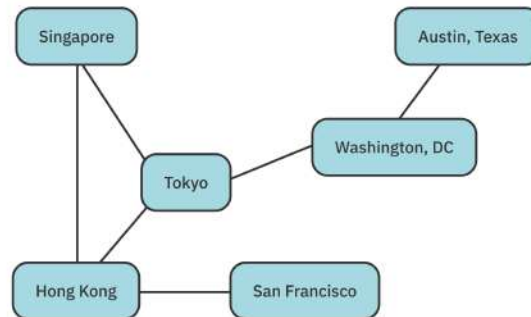 Singapore
Austin, Texas
Washington, DC
Tokyo
Hong Kong
San Francisco